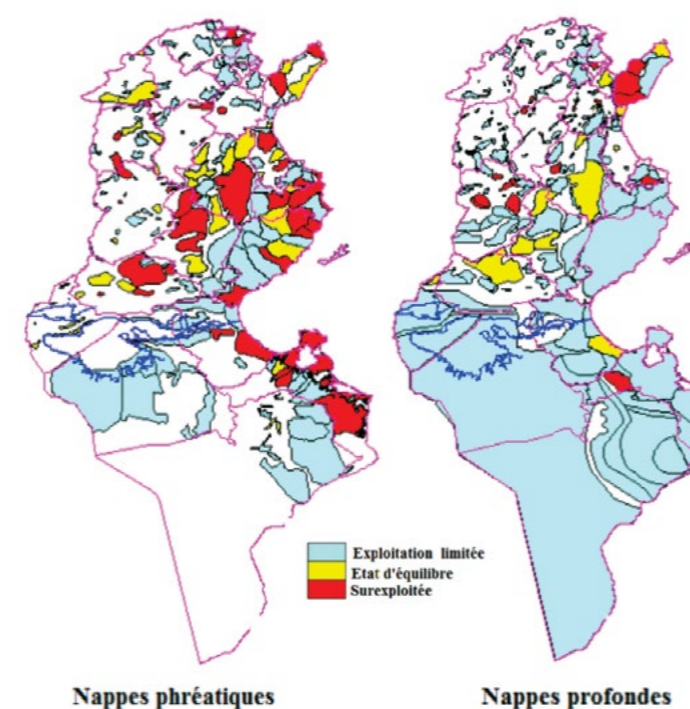 Exploitation limitée
Etat d'équilibre
Surexploitée
Nappes phréatiques
Nappes profondes